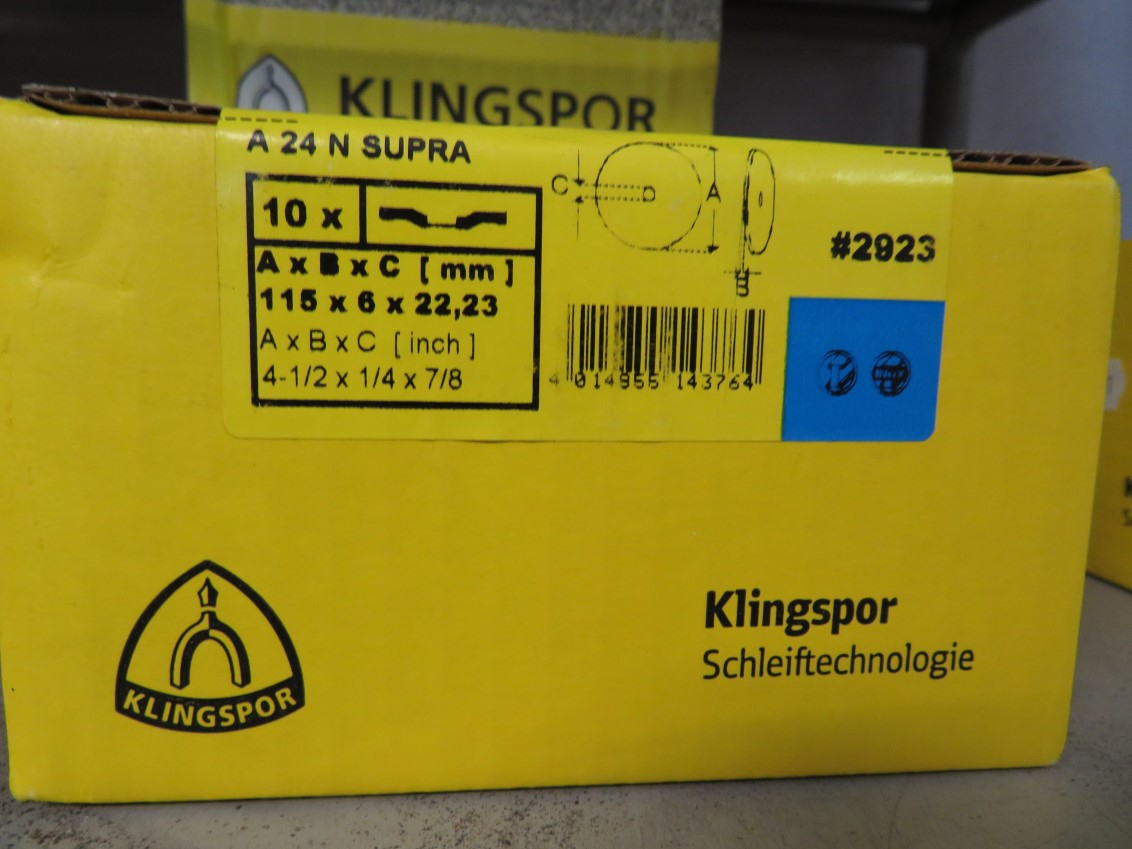 KLINGSPOR
A 24 N SUPRA
10 x
A x B x C [ mm ]
115 x 6 x 22,23
A x B x C [ inch ]
4-1/2 x 1/4 x 7/8
C
A
B
#2923
4 014855 143764
KLINGSPOR
Klingspor
Schleiftechnologie